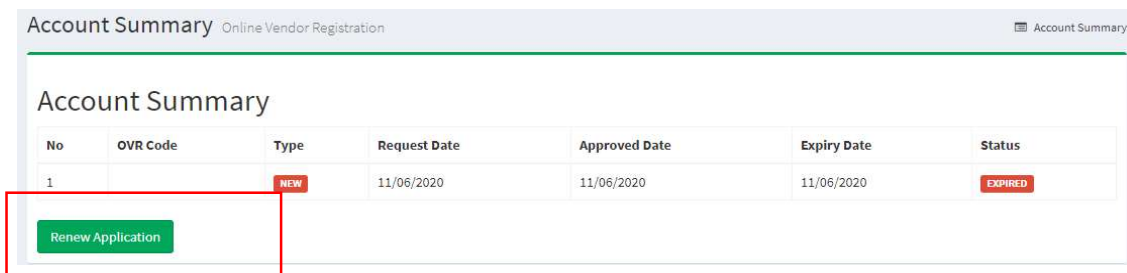 Account Summary Online Vendor Registration Account Summary
Account Summary
No OVR Code Type Request Date Approved Date Expiry Date Status
1 NEW 11/06/2020 11/06/2020 11/06/2020 EXPIRED
Renew Application